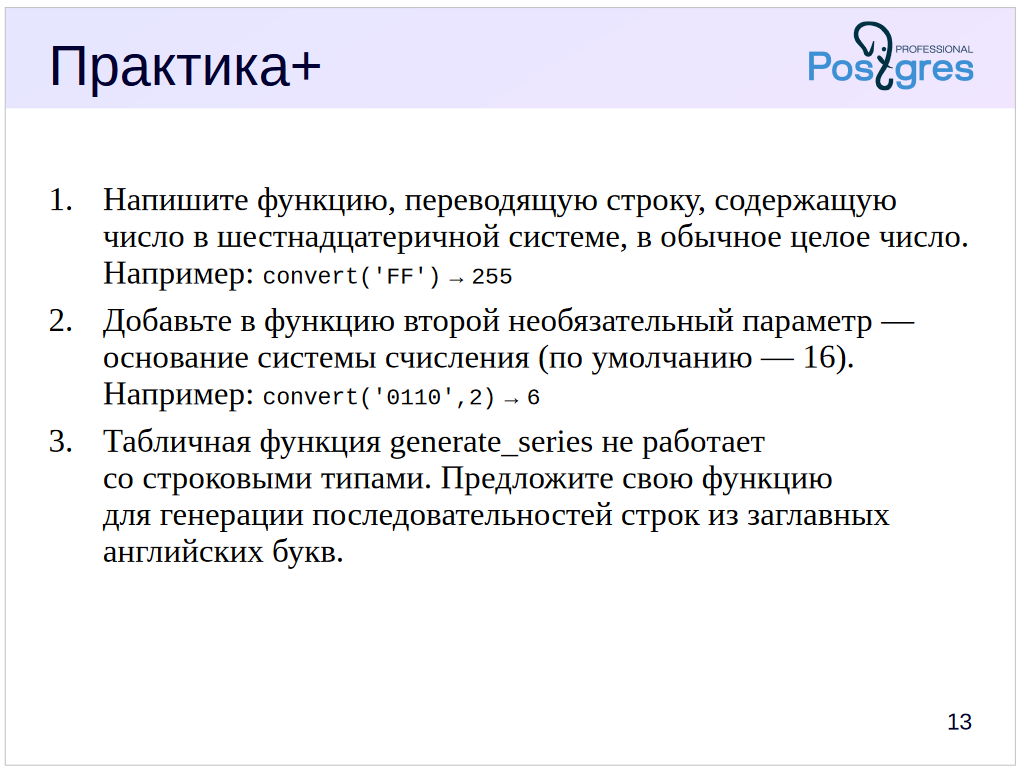 Практика+
PROFESSIONAL
Postgres
1. Напишите функцию, переводящую строку, содержащую
число в шестнадцатеричной системе, в обычное целое число.
Например: convert('FF') → 255
2. Добавьте в функцию второй необязательный параметр —
основание системы счисления (по умолчанию — 16).
Например: convert('0110',2) → 6
3. Табличная функция generate_series не работает
со строковыми типами. Предложите свою функцию
для генерации последовательностей строк из заглавных
английских букв.
13